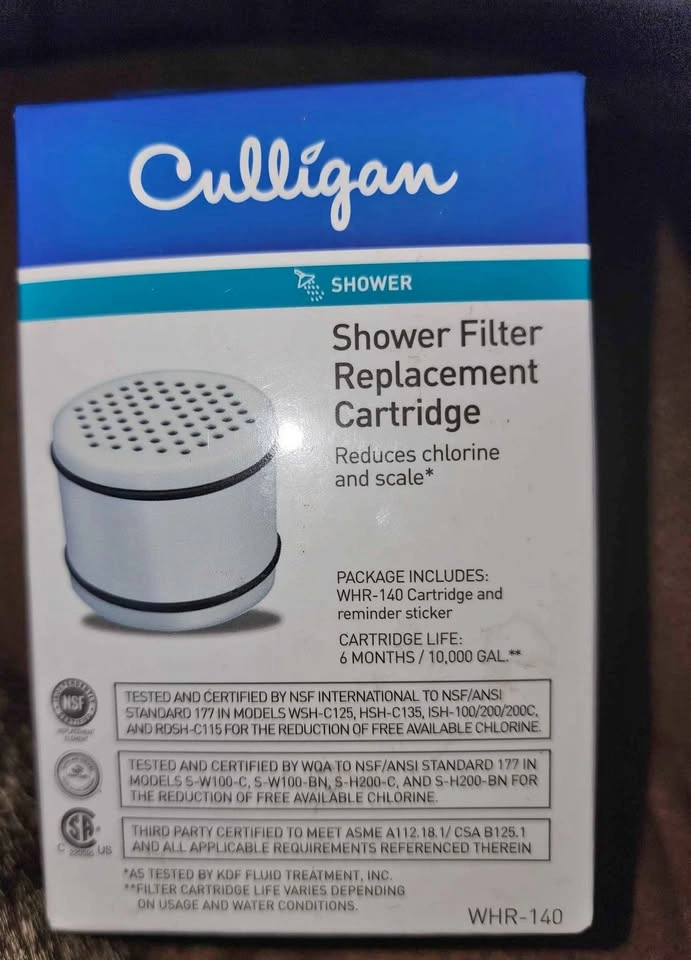 Culligan
SHOWER
Shower Filter
Replacement
Cartridge
Reduces chlorine
and scale*
PACKAGE INCLUDES:
WHR-140 Cartridge and
reminder sticker
CARTRIDGE LIFE:
6 MONTHS / 10,000 GAL.**
NSF
TESTED AND CERTIFIED BY NSF INTERNATIONAL TO NSF/ANSI
STANDARD 177 IN MODELS WSH-C125, HSH-C135, ISH-100/200/200C,
AND RDSH-C115 FOR THE REDUCTION OF FREE AVAILABLE CHLORINE.
TESTED AND CERTIFIED BY WQA TO NSF/ANSI STANDARD 177 IN
MODELS S-W100-C, S-W100-BN, S-H200-C, AND S-H200-BN FOR
THE REDUCTION OF FREE AVAILABLE CHLORINE.
C US
THIRD PARTY CERTIFIED TO MEET ASME A112.18.1/ CSA B125.1
AND ALL APPLICABLE REQUIREMENTS REFERENCED THEREIN
*AS TESTED BY KDF FLUID TREATMENT, INC.
**FILTER CARTRIDGE LIFE VARIES DEPENDING
ON USAGE AND WATER CONDITIONS.
WHR-140